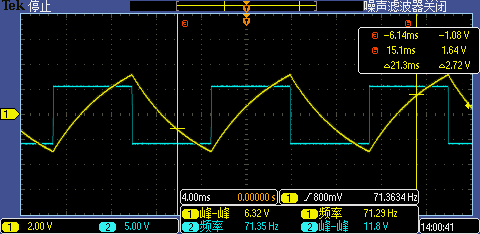 Tek 停止 噪声滤波器关闭
a -6.14ms -1.08 V
b 15.1ms 1.64 V
△21.3ms △2.72 V
1
4.00ms 0.00000 s 1 ∫ 800mV 71.3634 Hz
1 峰-峰 6.32 V 1 频率 71.29 Hz
1 2.00 V 2 5.00 V 2 频率 71.35 Hz 2 峰-峰 11.8 V 14:00:41